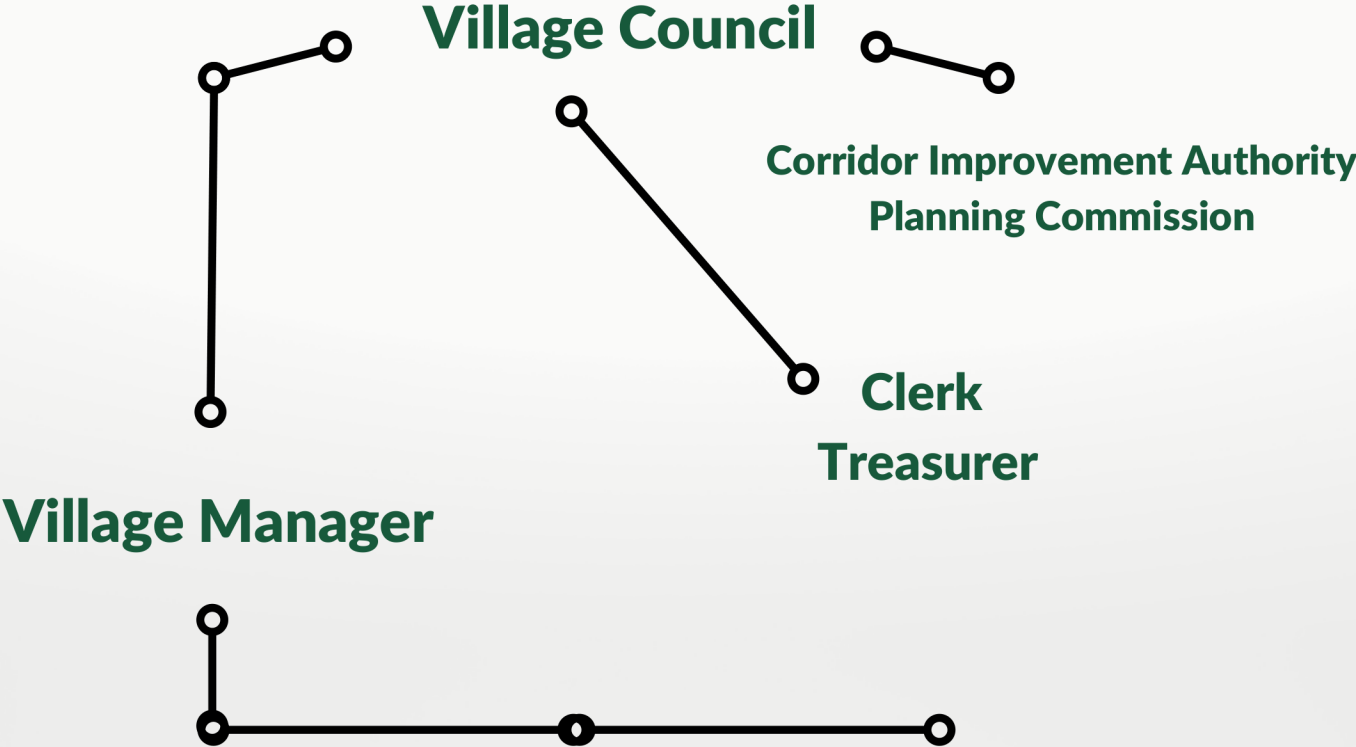 Village Council
Corridor Improvement Authority
Planning Commission
Clerk
Treasurer
Village Manager